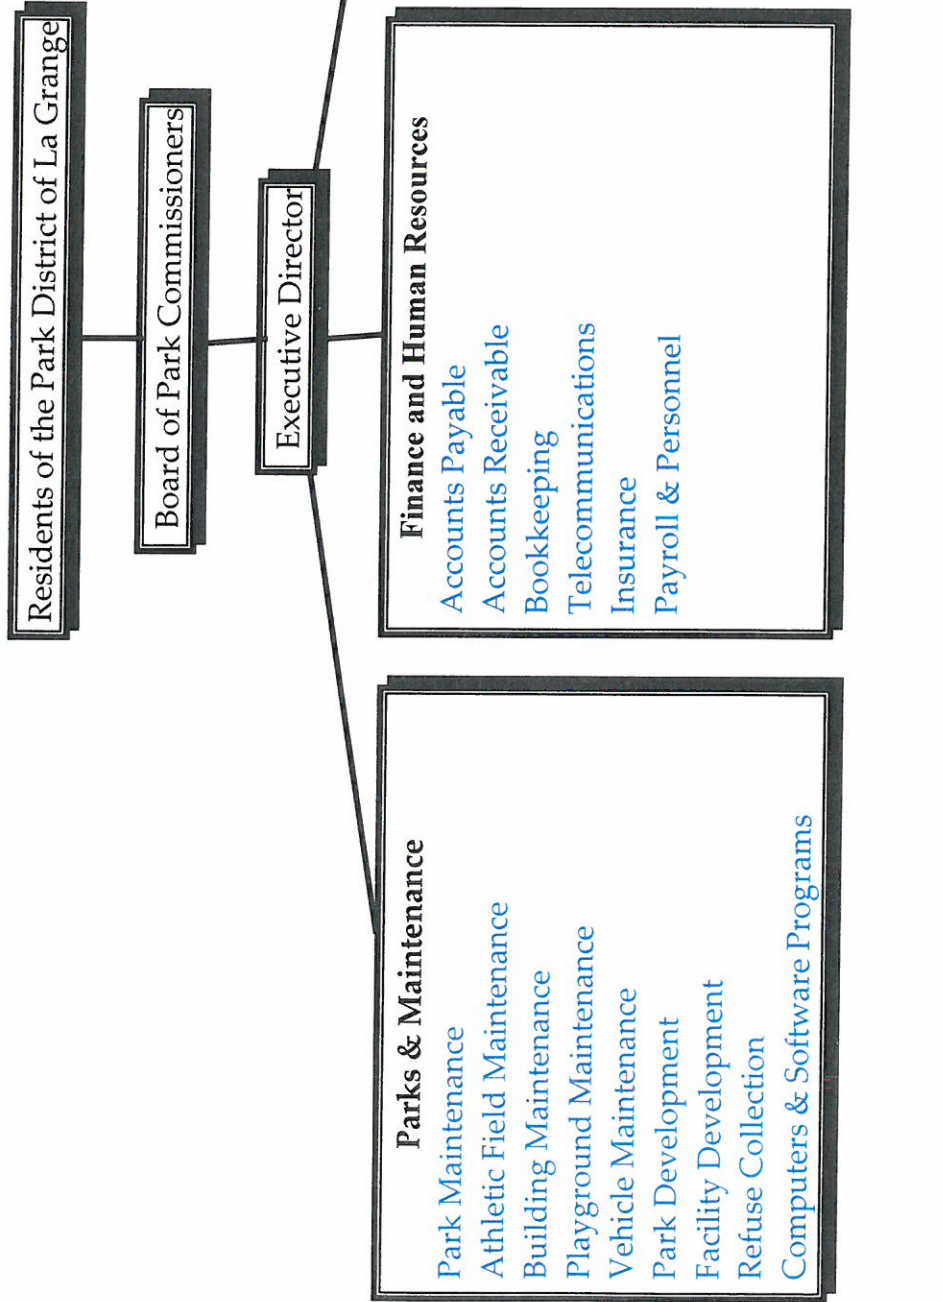 Residents of the Park District of La Grange
Board of Park Commissioners
Executive Director
Parks & Maintenance
Park Maintenance
Athletic Field Maintenance
Building Maintenance
Playground Maintenance
Vehicle Maintenance
Park Development
Facility Development
Refuse Collection
Computers & Software Programs
Finance and Human Resources
Accounts Payable
Accounts Receivable
Bookkeeping
Telecommunications
Insurance
Payroll & Personnel